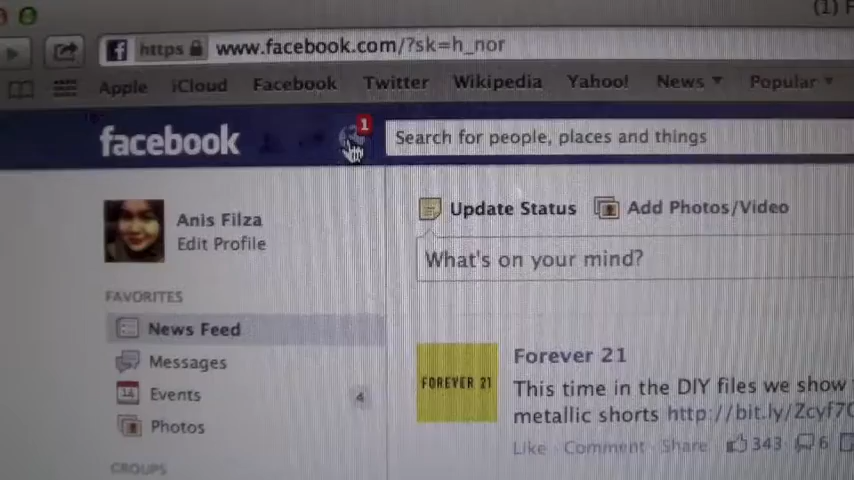 (1) F
https www.facebook.com/?sk=h_nor
Apple iCloud Facebook Twitter Wikipedia Yahoo! News Popular
facebook 1 Search for people, places and things
Anis Filza
Edit Profile
Update Status Add Photos/Video
What's on your mind?
FAVORITES
News Feed
Messages
14 Events 4
Photos
GROUPS
FOREVER 21
Forever 21
This time in the DIY files we show
metallic shorts http://bit.ly/Zcyf7
Like · Comment · Share 343 6